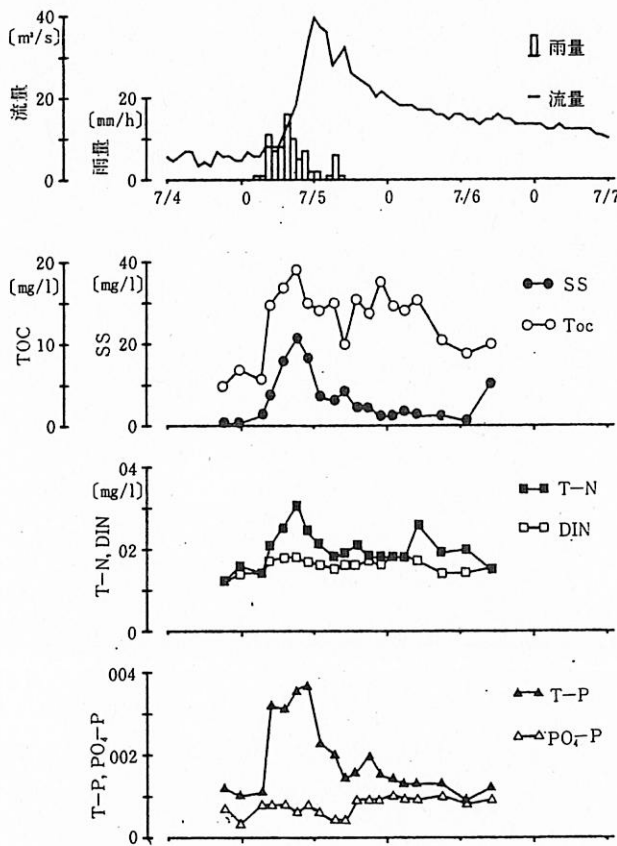 40
[m³/s]
流量
20
0
20
[mm/h]
雨量
0
雨量
流量
7/4 0 7/5 0 7/6 0 7/7
20
[mg/l]
TOC
10
0
40
[mg/l]
SS
20
0
SS
Toc
04
[mg/l]
T-N, DIN
02
0
T-N
DIN
004
T-P, PO₄-P
002
0
T-P
PO₄-P